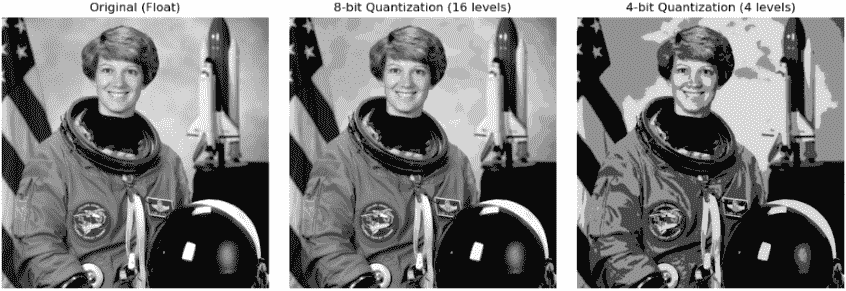 Original (Float)
8-bit Quantization (16 levels)
4-bit Quantization (4 levels)